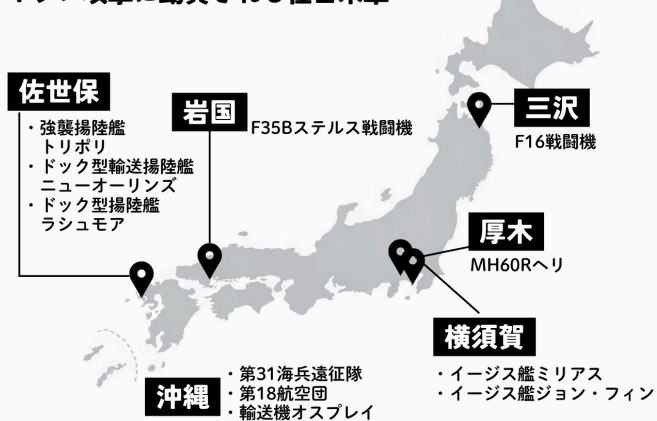 佐世保
・強襲揚陸艦
トリポリ
・ドック型輸送揚陸艦
ニューオーリンズ
・ドック型揚陸艦
ラシュモア
岩国
F35Bステルス戦闘機
三沢
F16戦闘機
厚木
MH60Rヘリ
横須賀
・イージス艦ミリアス
・イージス艦ジョン・フィン
沖縄
・第31海兵遠征隊
・第18航空団
・輸送機オスプレイ